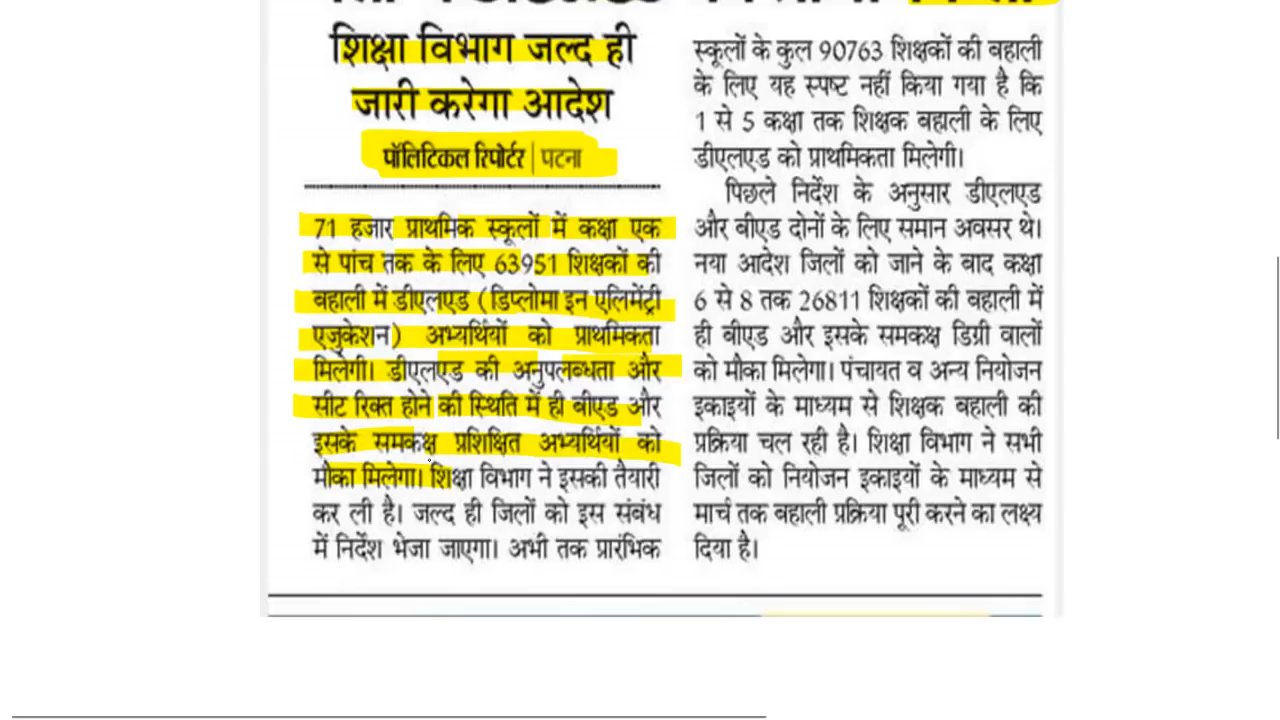 शिक्षा विभाग जल्द ही
जारी करेगा आदेश
पॉलिटिकल रिपोर्टर | पटना
71 हजार प्राथमिक स्कूलों में कक्षा एक
से पांच तक के लिए 63951 शिक्षकों की
बहाली में डीएलएड (डिप्लोमा इन एलिमेंट्री
एजुकेशन) अभ्यर्थियों को प्राथमिकता
मिलेगी। डीएलएड की अनुपलब्धता और
सीट रिक्त होने की स्थिति में ही बीएड और
इसके समकक्ष प्रशिक्षित अभ्यर्थियों को
मौका मिलेगा। शिक्षा विभाग ने इसकी तैयारी
कर ली है। जल्द ही जिलों को इस संबंध
में निर्देश भेजा जाएगा। अभी तक प्रारंभिक
स्कूलों के कुल 90763 शिक्षकों की बहाली
के लिए यह स्पष्ट नहीं किया गया है कि
1 से 5 कक्षा तक शिक्षक बहाली के लिए
डीएलएड को प्राथमिकता मिलेगी।
पिछले निर्देश के अनुसार डीएलएड
और बीएड दोनों के लिए समान अवसर थे।
नया आदेश जिलों को जाने के बाद कक्षा
6 से 8 तक 26811 शिक्षकों की बहाली में
ही बीएड और इसके समकक्ष डिग्री वालों
को मौका मिलेगा। पंचायत व अन्य नियोजन
इकाइयों के माध्यम से शिक्षक बहाली की
प्रक्रिया चल रही है। शिक्षा विभाग ने सभी
जिलों को नियोजन इकाइयों के माध्यम से
मार्च तक बहाली प्रक्रिया पूरी करने का लक्ष्य
दिया है।